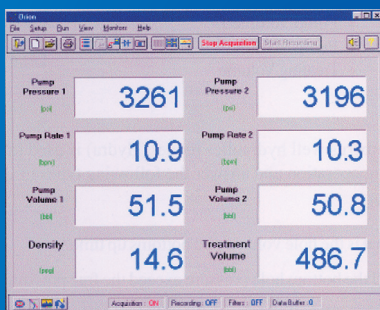 Orion
File Setup Run View Monitors Help
Stop Acquisition Start Recording
Pump Pressure 1 (psi) 3261
Pump Pressure 2 (psi) 3196
Pump Rate 1 (bpm) 10.9
Pump Rate 2 (bpm) 10.3
Pump Volume 1 (bbl) 51.5
Pump Volume 2 (bbl) 50.8
Density (ppg) 14.6
Treatment Volume (bbl) 486.7
Acquisition : ON Recording: OFF Filters : OFF Data Buffer :0